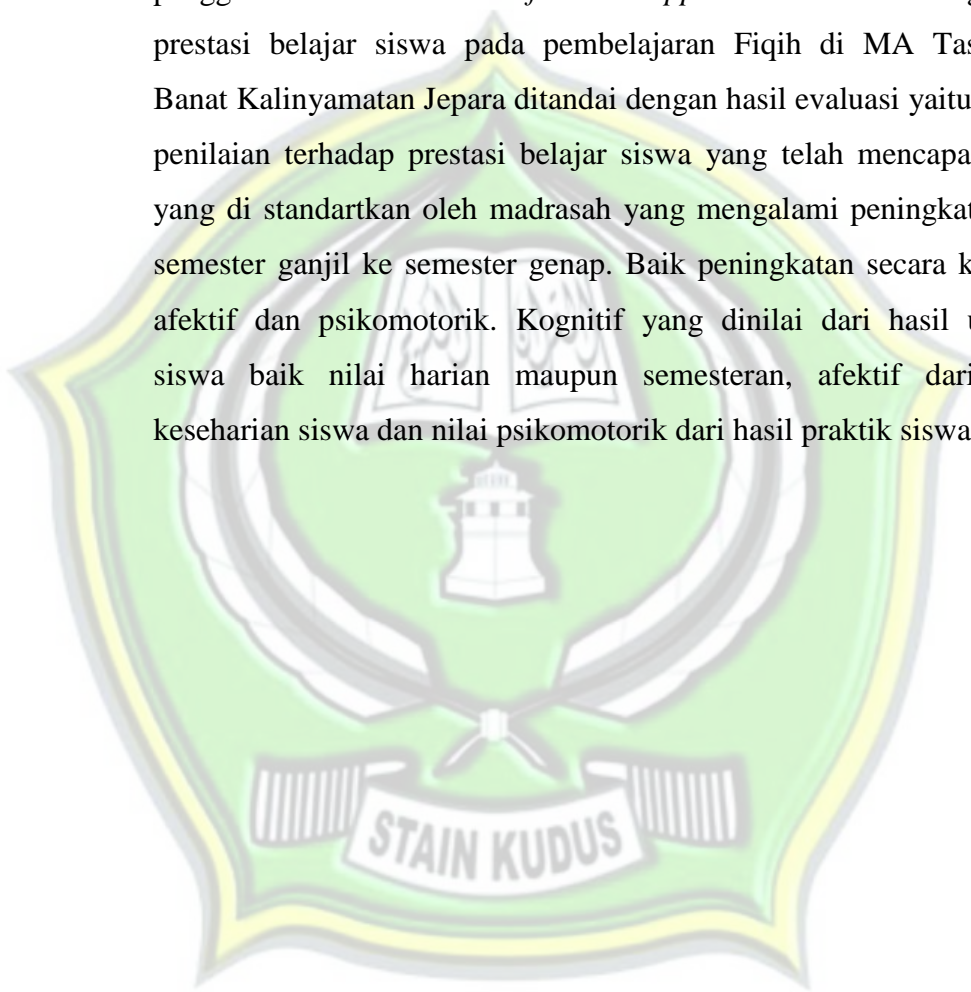 prestasi belajar siswa pada pembelajaran Fiqih di MA Tas
Banat Kalinyamatan Jepara ditandai dengan hasil evaluasi yaitu
penilaian terhadap prestasi belajar siswa yang telah mencapa
yang di standartkan oleh madrasah yang mengalami peningkat
semester ganjil ke semester genap. Baik peningkatan secara k
afektif dan psikomotorik. Kognitif yang dinilai dari hasil u
siswa baik nilai harian maupun semesteran, afektif dari
keseharian siswa dan nilai psikomotorik dari hasil praktik siswa
STAIN KUDUS